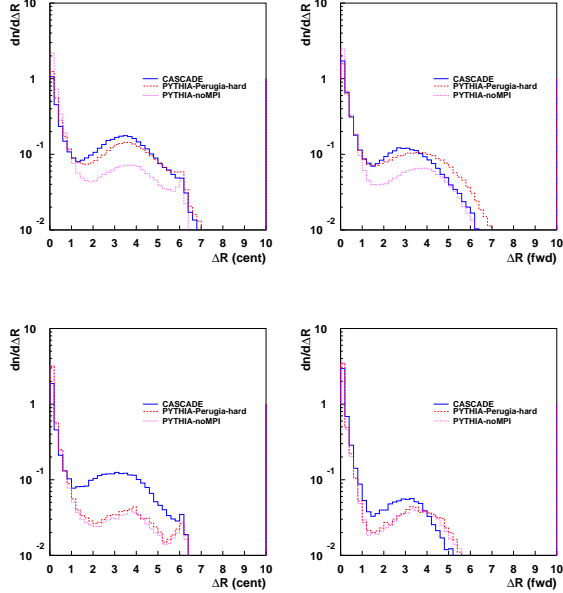 dn/dΔR
10
1
10⁻¹
10⁻²
CASCADE
PYTHIA-Perugia-hard
PYTHIA-noMPI
0 1 2 3 4 5 6 7 8 9 10
ΔR (cent)
dn/dΔR
10
1
10⁻¹
10⁻²
CASCADE
PYTHIA-Perugia-hard
PYTHIA-noMPI
0 1 2 3 4 5 6 7 8 9 10
ΔR (fwd)
dn/dΔR
10
1
10⁻¹
10⁻²
CASCADE
PYTHIA-Perugia-hard
PYTHIA-noMPI
0 1 2 3 4 5 6 7 8 9 10
ΔR (cent)
dn/dΔR
10
1
10⁻¹
10⁻²
CASCADE
PYTHIA-Perugia-hard
PYTHIA-noMPI
0 1 2 3 4 5 6 7 8 9 10
ΔR (fwd)